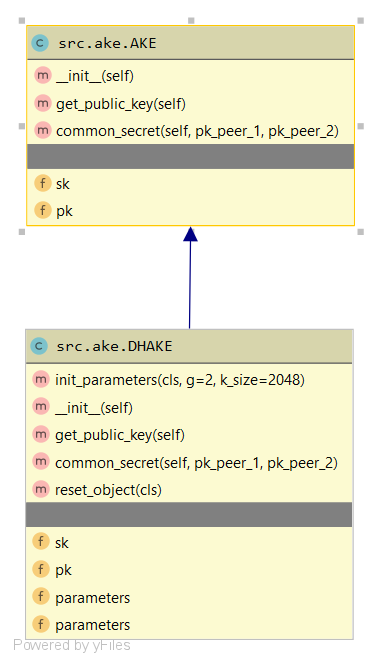 c src.ake.AKE
m __init__(self)
m get_public_key(self)
m common_secret(self, pk_peer_1, pk_peer_2)
f sk
f pk
c src.ake.DHAKE
m init_parameters(cls, g=2, k_size=2048)
m __init__(self)
m get_public_key(self)
m common_secret(self, pk_peer_1, pk_peer_2)
m reset_object(cls)
f sk
f pk
f parameters
f parameters
Powered by yFiles